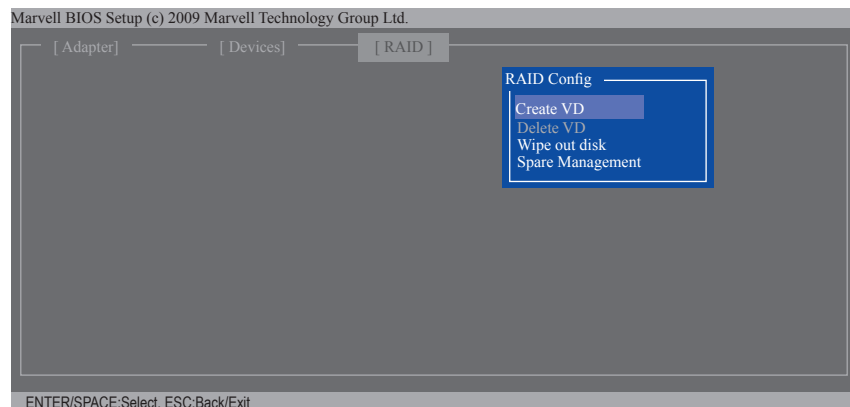 Marvell BIOS Setup (c) 2009 Marvell Technology Group Ltd.
[ Adapter] [ Devices] [ RAID ]
RAID Config
Create VD
Delete VD
Wipe out disk
Spare Management
ENTER/SPACE:Select, ESC:Back/Exit